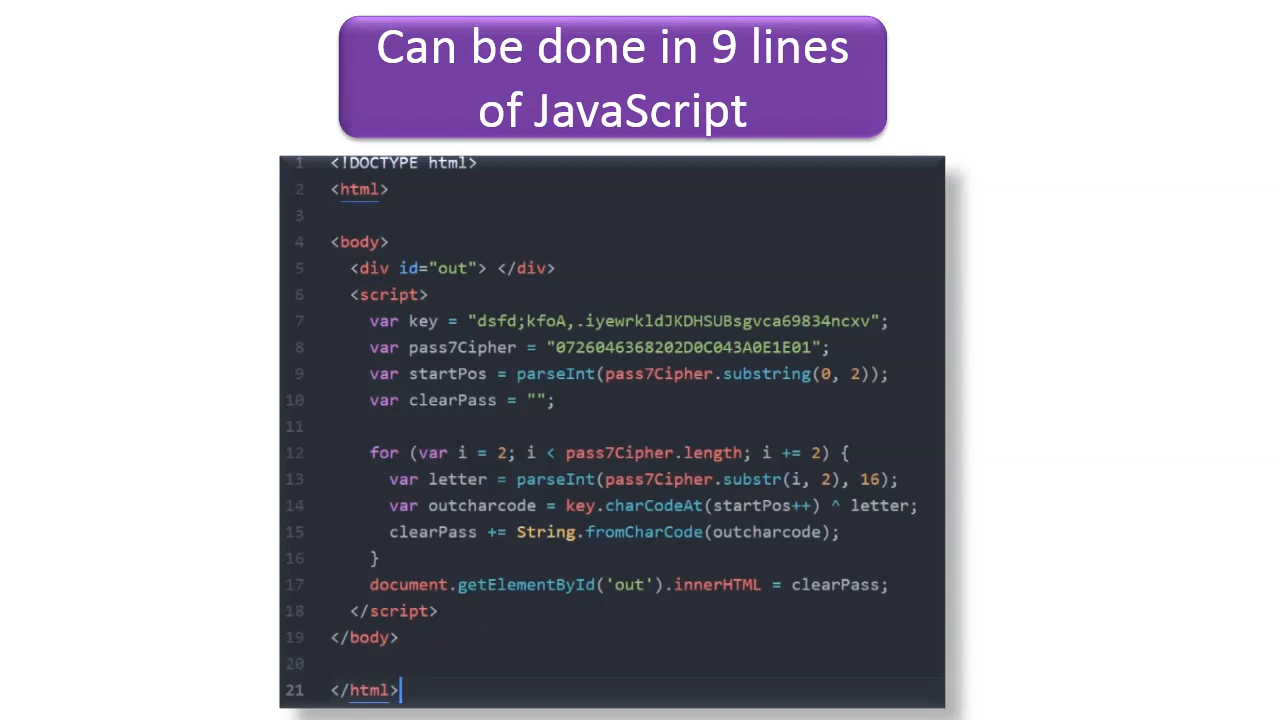 Can be done in 9 lines
of JavaScript
1 <!DOCTYPE html>
2 <html>
3
4 <body>
5 <div id="out"> </div>
6 <script>
7 var key = "dsfd;kfoA,.iyewrkldJKDHSUBsgvca69834ncxv";
8 var pass7Cipher = "0726046368202D0C043A0E1E01";
9 var startPos = parseInt(pass7Cipher.substring(0, 2));
10 var clearPass = "";
11
12 for (var i = 2; i < pass7Cipher.length; i += 2) {
13 var letter = parseInt(pass7Cipher.substr(i, 2), 16);
14 var outcharcode = key.charCodeAt(startPos++) ^ letter;
15 clearPass += String.fromCharCode(outcharcode);
16 }
17 document.getElementById('out').innerHTML = clearPass;
18 </script>
19 </body>
20
21 </html>